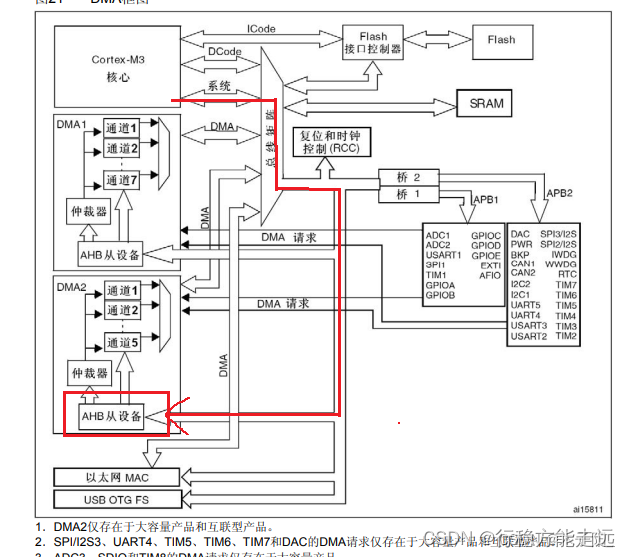 图21 DMA框图
ICode
Cortex-M3
核心
DCode
系统
Flash
接口控制器
Flash
SRAM
DMA1
通道1
通道2
通道7
DMA
总线矩阵
复位和时钟
控制(RCC)
桥 2
桥 1
APB1
APB2
仲裁器
AHB从设备
DMA
DMA 请求
ADC1 GPIOC
ADC2 GPIOD
USART1 GPIOE
SPI1 EXTI
TIM1 AFIO
GPIOA
GPIOB
DAC SPI3/I2S
PWR SPI2/I2S
BKP IWDG
CAN1 WWDG
CAN2 RTC
I2C2 TIM7
I2C1 TIM6
UART5 TIM5
UART4 TIM4
USART3 TIM3
USART2 TIM2
DMA2
通道1
通道2
通道5
DMA 请求
仲裁器
AHB从设备
DMA
以太网 MAC
USB OTG FS
ai15811
1. DMA2仅存在于大容量产品和互联型产品。
2. SPI/I2S3、UART4、TIM5、TIM6、TIM7和DAC的DMA请求仅存在于大容量产品和互联型产品
3. ADC3、SDIO和TIM8的DMA请求仅存在于大容量产品
CSDN @行稳方能走远